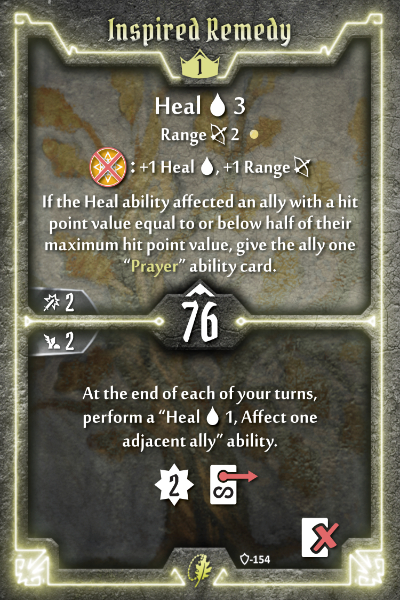 Inspired Remedy
1
Heal 3
Range 2
: +1 Heal , +1 Range
If the Heal ability affected an ally with a hit
point value equal to or below half of their
maximum hit point value, give the ally one
“Prayer” ability card.
2
76
2
At the end of each of your turns,
perform a “Heal 1, Affect one
adjacent ally” ability.
2 S
-154